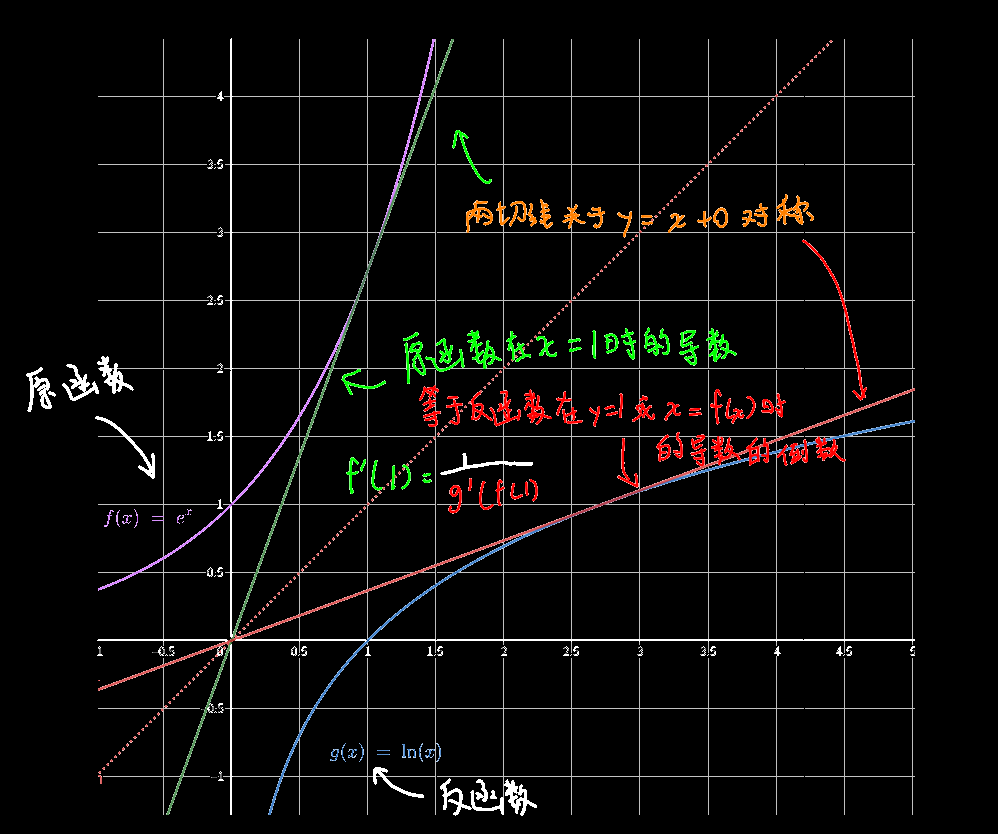 4
3.5
两切线关于 y = x +0 对称
3
2.5
原函数在 x = 1时的导数
2
原函数
等于反函数在 y=1 或 x = f(x) 时
1.5
的导数的倒数
f'(1) = 1
g'(f(1)
1
f(x) = e^x
0.5
1 -0.5 0 0.5 1 1.5 2 2.5 3 3.5 4 4.5 5
-0.5
g(x) = ln(x)
-1
反函数